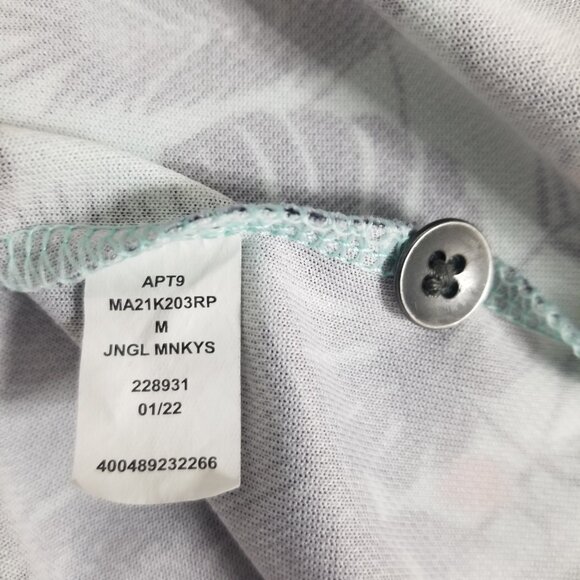 APT9
MA21K203RP
M
JNGL MNKYS
228931
01/22
400489232266